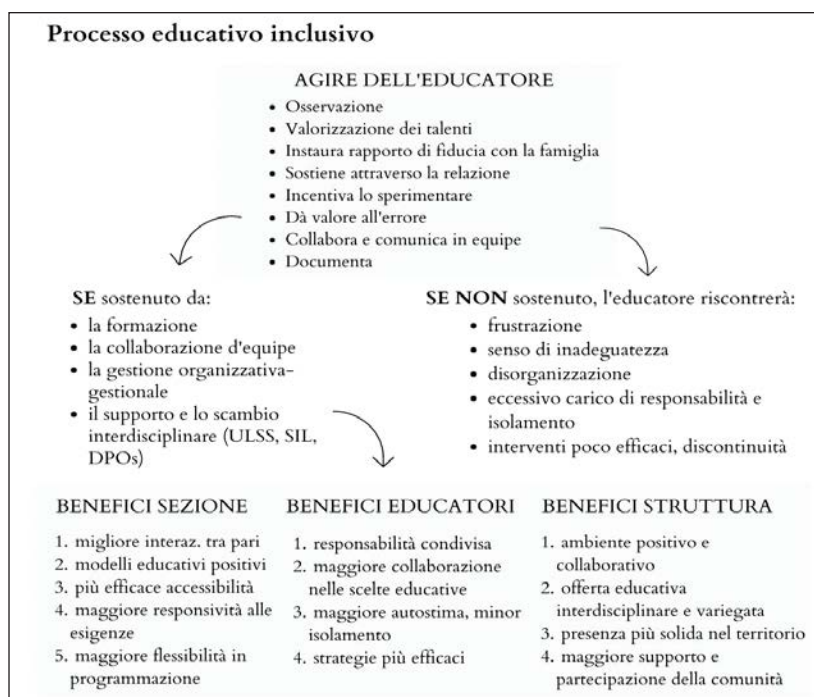 Processo educativo inclusivo
AGIRE DELL'EDUCATORE
• Osservazione
• Valorizzazione dei talenti
• Instaura rapporto di fiducia con la famiglia
• Sostiene attraverso la relazione
• Incentiva lo sperimentare
• Dà valore all'errore
• Collabora e comunica in equipe
• Documenta
SE sostenuto da:
• la formazione
• la collaborazione d'equipe
• la gestione organizzativa-
gestionale
• il supporto e lo scambio
interdisciplinare (ULSS, SIL,
DPOs)
SE NON sostenuto, l'educatore riscontrerà:
• frustrazione
• senso di inadeguatezza
• disorganizzazione
• eccessivo carico di responsabilità e
isolamento
• interventi poco efficaci, discontinuità
BENEFICI SEZIONE
1. migliore interaz. tra pari
2. modelli educativi positivi
3. più efficace accessibilità
4. maggiore responsività alle
esigenze
5. maggiore flessibilità in
programmazione
BENEFICI EDUCATORI
1. responsabilità condivisa
2. maggiore collaborazione
nelle scelte educative
3. maggiore autostima, minor
isolamento
4. strategie più efficaci
BENEFICI STRUTTURA
1. ambiente positivo e
collaborativo
2. offerta educativa
interdisciplinare e variegata
3. presenza più solida nel territorio
4. maggiore supporto e
partecipazione della comunità